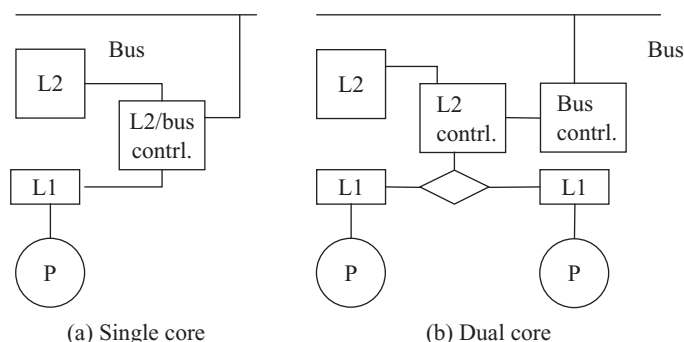 Bus
L2
L2/bus
contrl.
L1
P
(a) Single core
Bus
L2
L2
contrl.
Bus
contrl.
L1
L1
P
P
(b) Dual core